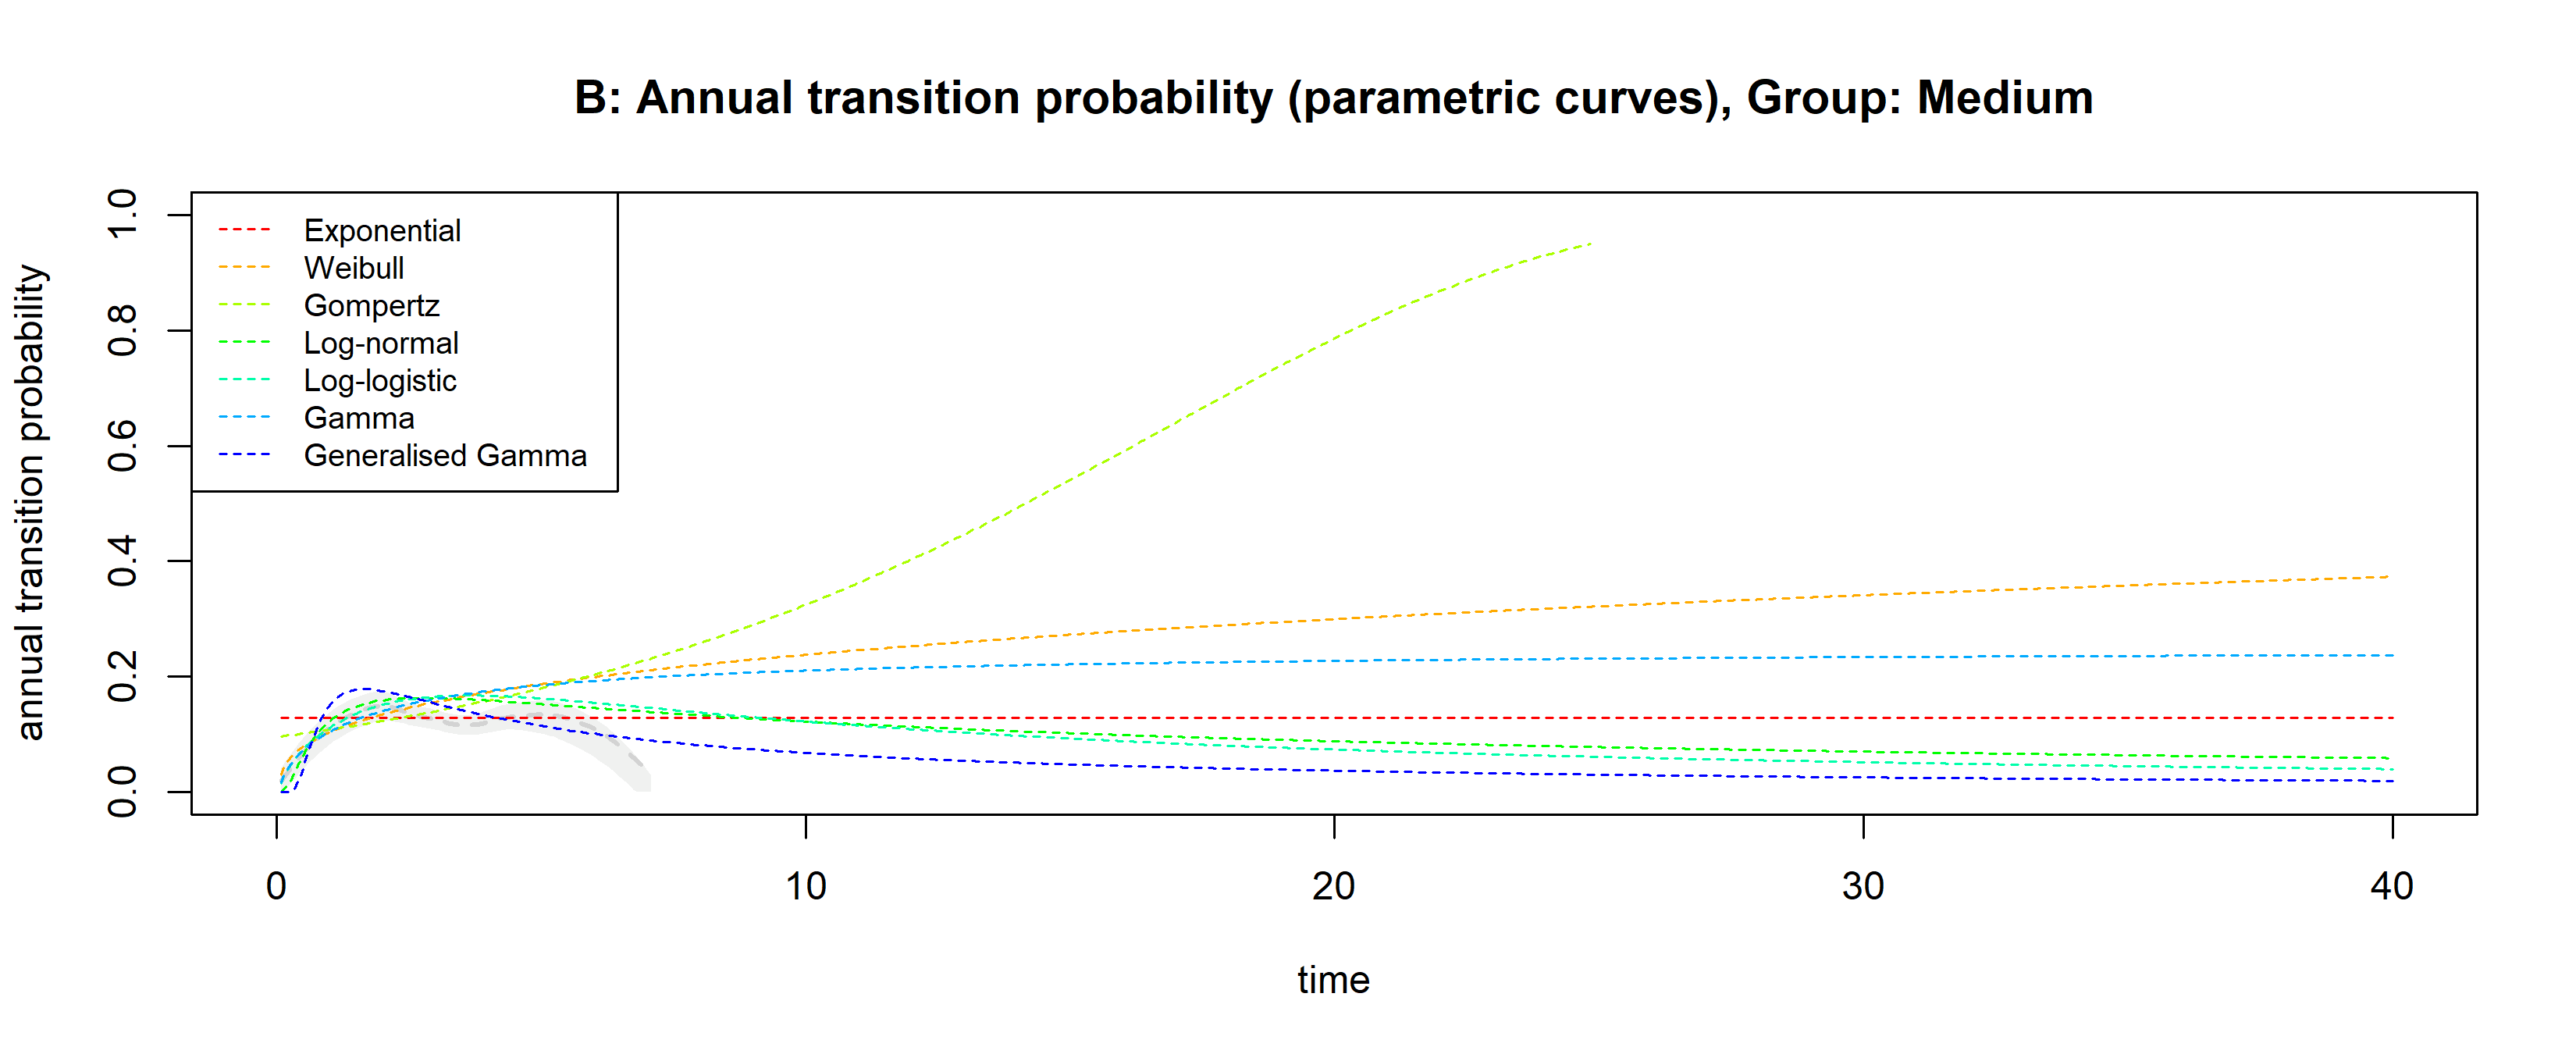 B: Annual transition probability (parametric curves), Group: Medium
annual transition probability
1.0
0.8
0.6
0.4
0.2
0.0
Exponential
Weibull
Gompertz
Log-normal
Log-logistic
Gamma
Generalised Gamma
0
10
20
30
40
time